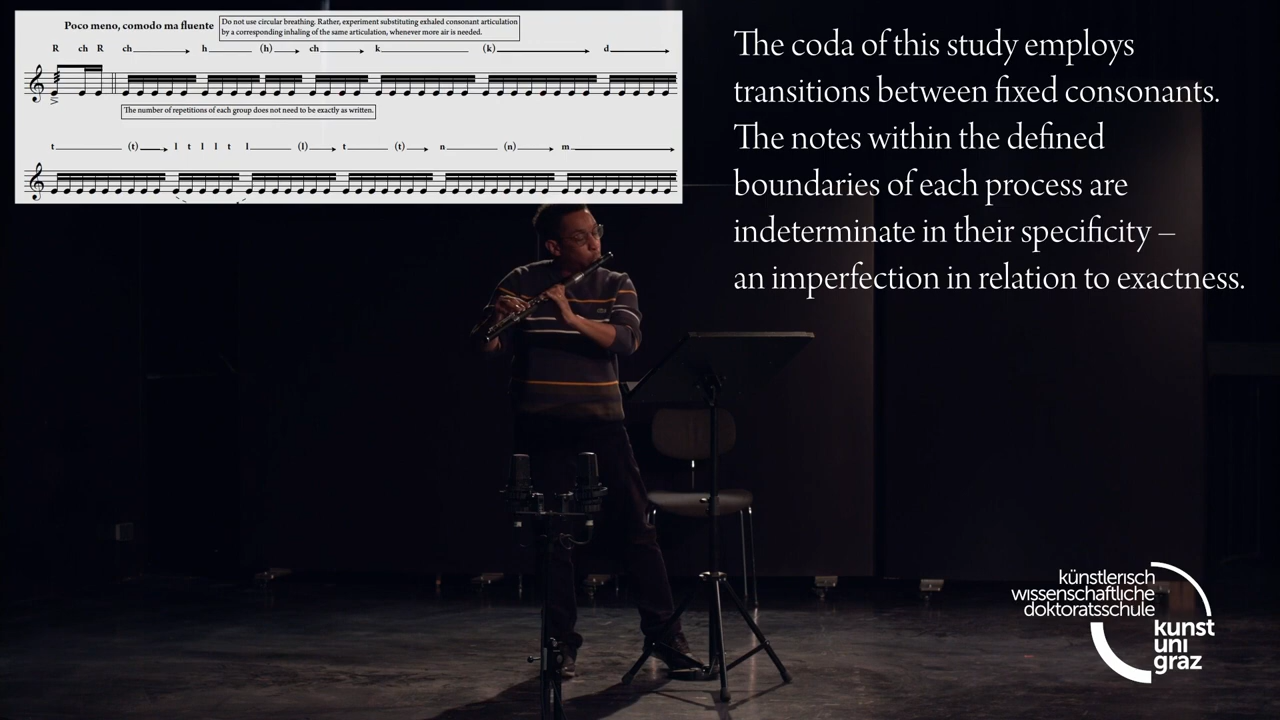 Poco meno, comodo ma fluente
Do not use circular breathing. Rather, experiment substituting exhaled consonant articulation
by a corresponding inhaling of the same articulation, whenever more air is needed.
R ch R ch h (h) ch k (k) d
The number of repetitions of each group does not need to be exactly as written.
t (t) l t l l t l (l) t (t) n (n) m
The coda of this study employs
transitions between fixed consonants.
The notes within the defined
boundaries of each process are
indeterminate in their specificity –
an imperfection in relation to exactness.
künstlerisch
wissenschaftliche
doktoratsschule
kunst
uni
graz